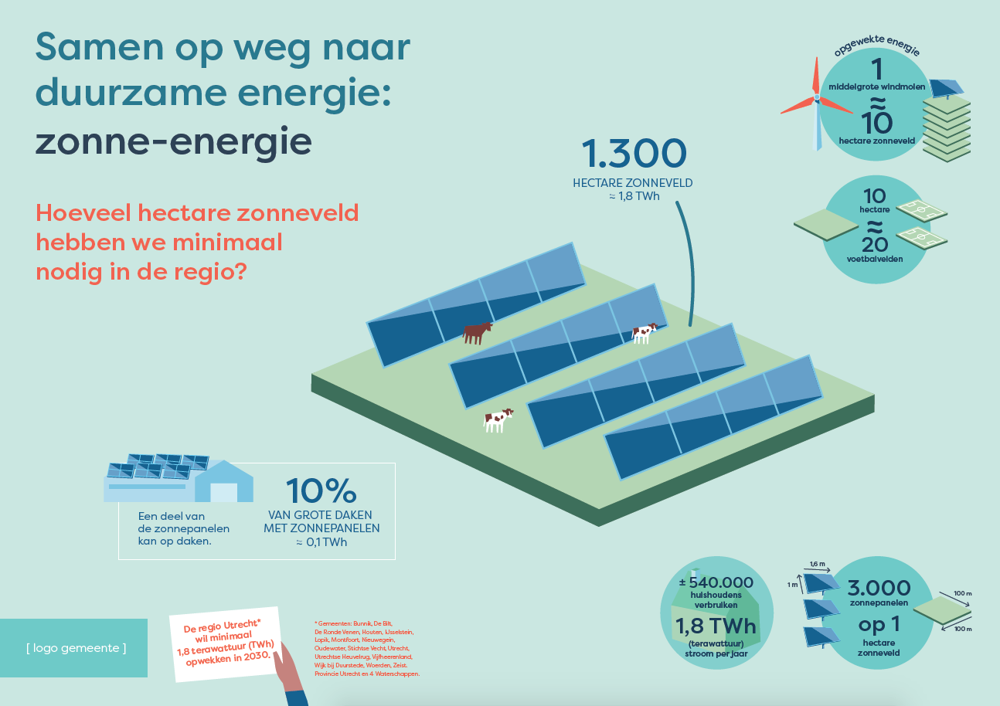 Samen op weg naar
duurzame energie:
zonne-energie
Hoeveel hectare zonneveld
hebben we minimaal
nodig in de regio?
opgewekte energie
1
middelgrote windmolen
≈
10
hectare zonneveld
10
hectare
≈
20
voetbalvelden
1.300
HECTARE ZONNEVELD
≈ 1,8 TWh
Een deel van
de zonnepanelen
kan op daken.
10%
VAN GROTE DAKEN
MET ZONNEPANELEN
≈ 0,1 TWh
± 540.000
huishoudens
verbruiken
1,8 TWh
(terawattuur)
stroom per jaar
1,6 m
1 m
3.000
zonnepanelen
op 1
hectare
zonneveld
100 m
100 m
[ logo gemeente ]
De regio Utrecht*
wil minimaal
1,8 terawattuur (TWh)
opwekken in 2030.
* Gemeenten: Bunnik, De Bilt,
De Ronde Venen, Houten, IJsselstein,
Lopik, Montfoort, Nieuwegein,
Oudewater, Stichtse Vecht, Utrecht,
Utrechtse Heuvelrug, Vijfheerenland,
Wijk bij Duurstede, Woerden, Zeist.
Provincie Utrecht en 4 Waterschappen.